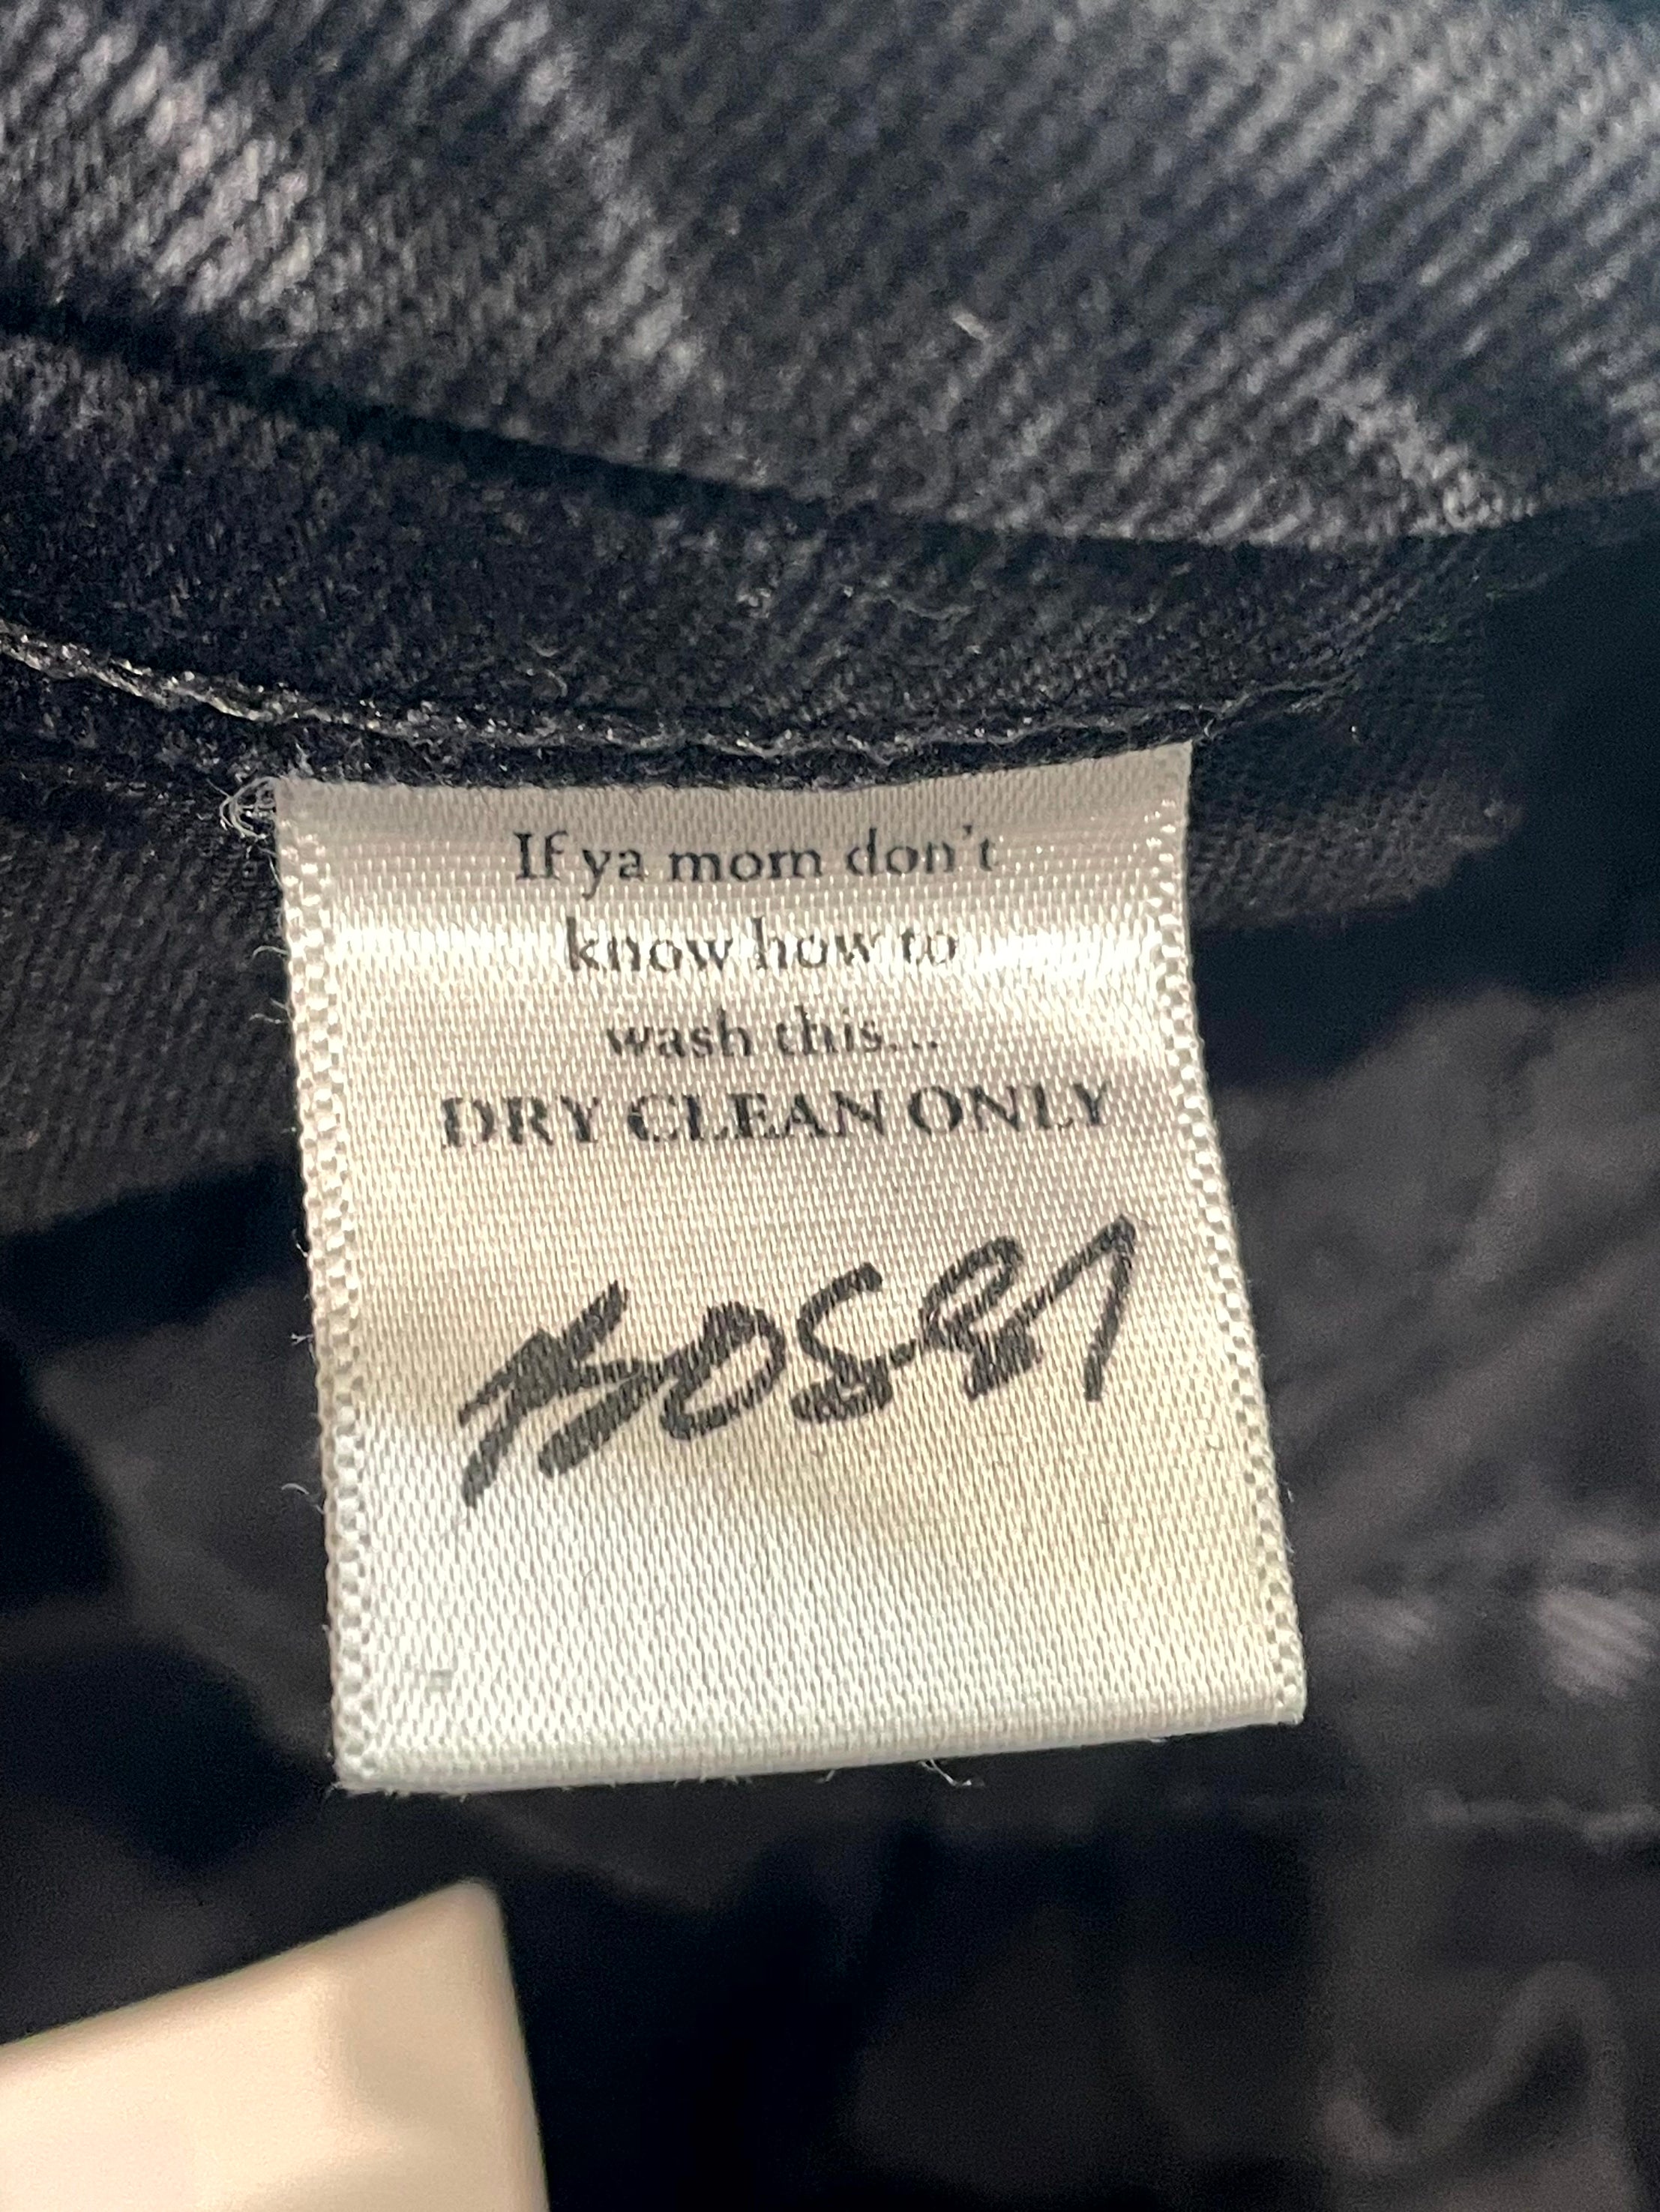 If ya mom don't
know how to
wash this...
DRY CLEAN ONLY